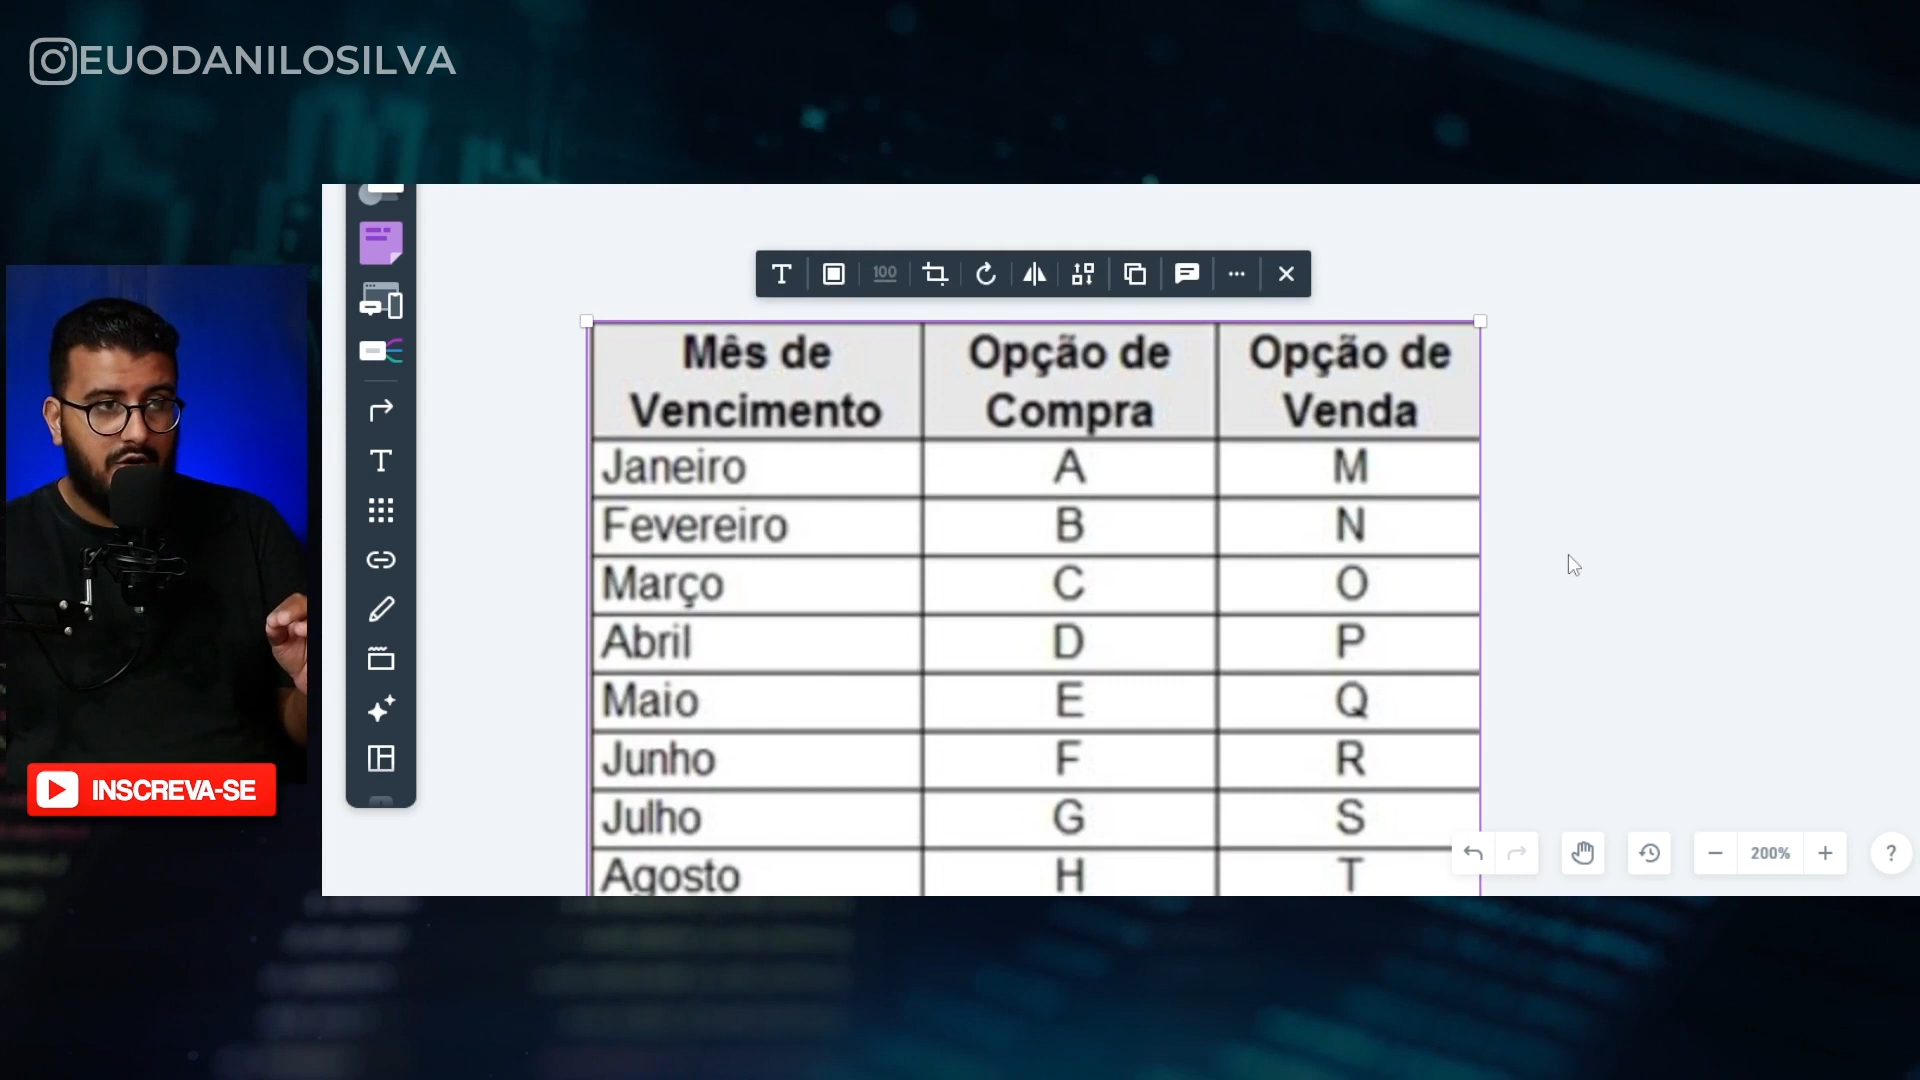 EUODANILOSILVA
100
Mês de Vencimento
Opção de Compra
Opção de Venda
Janeiro A M
Fevereiro B N
Março C O
Abril D P
Maio E Q
Junho F R
Julho G S
Agosto H T
INSCREVA-SE
200%
?